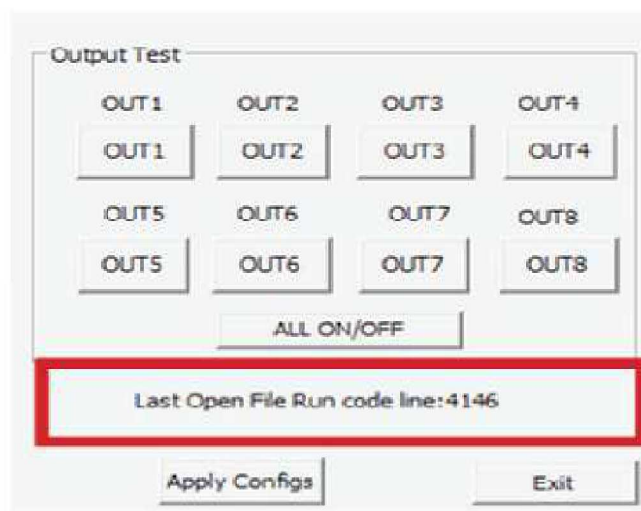 Output Test
OUT1 OUT2 OUT3 OUT4
OUT1 OUT2 OUT3 OUT4
OUT5 OUT6 OUT7 OUT8
OUT5 OUT6 OUT7 OUT8
ALL ON/OFF
Last Open File Run code line:4146
Apply Configs Exit